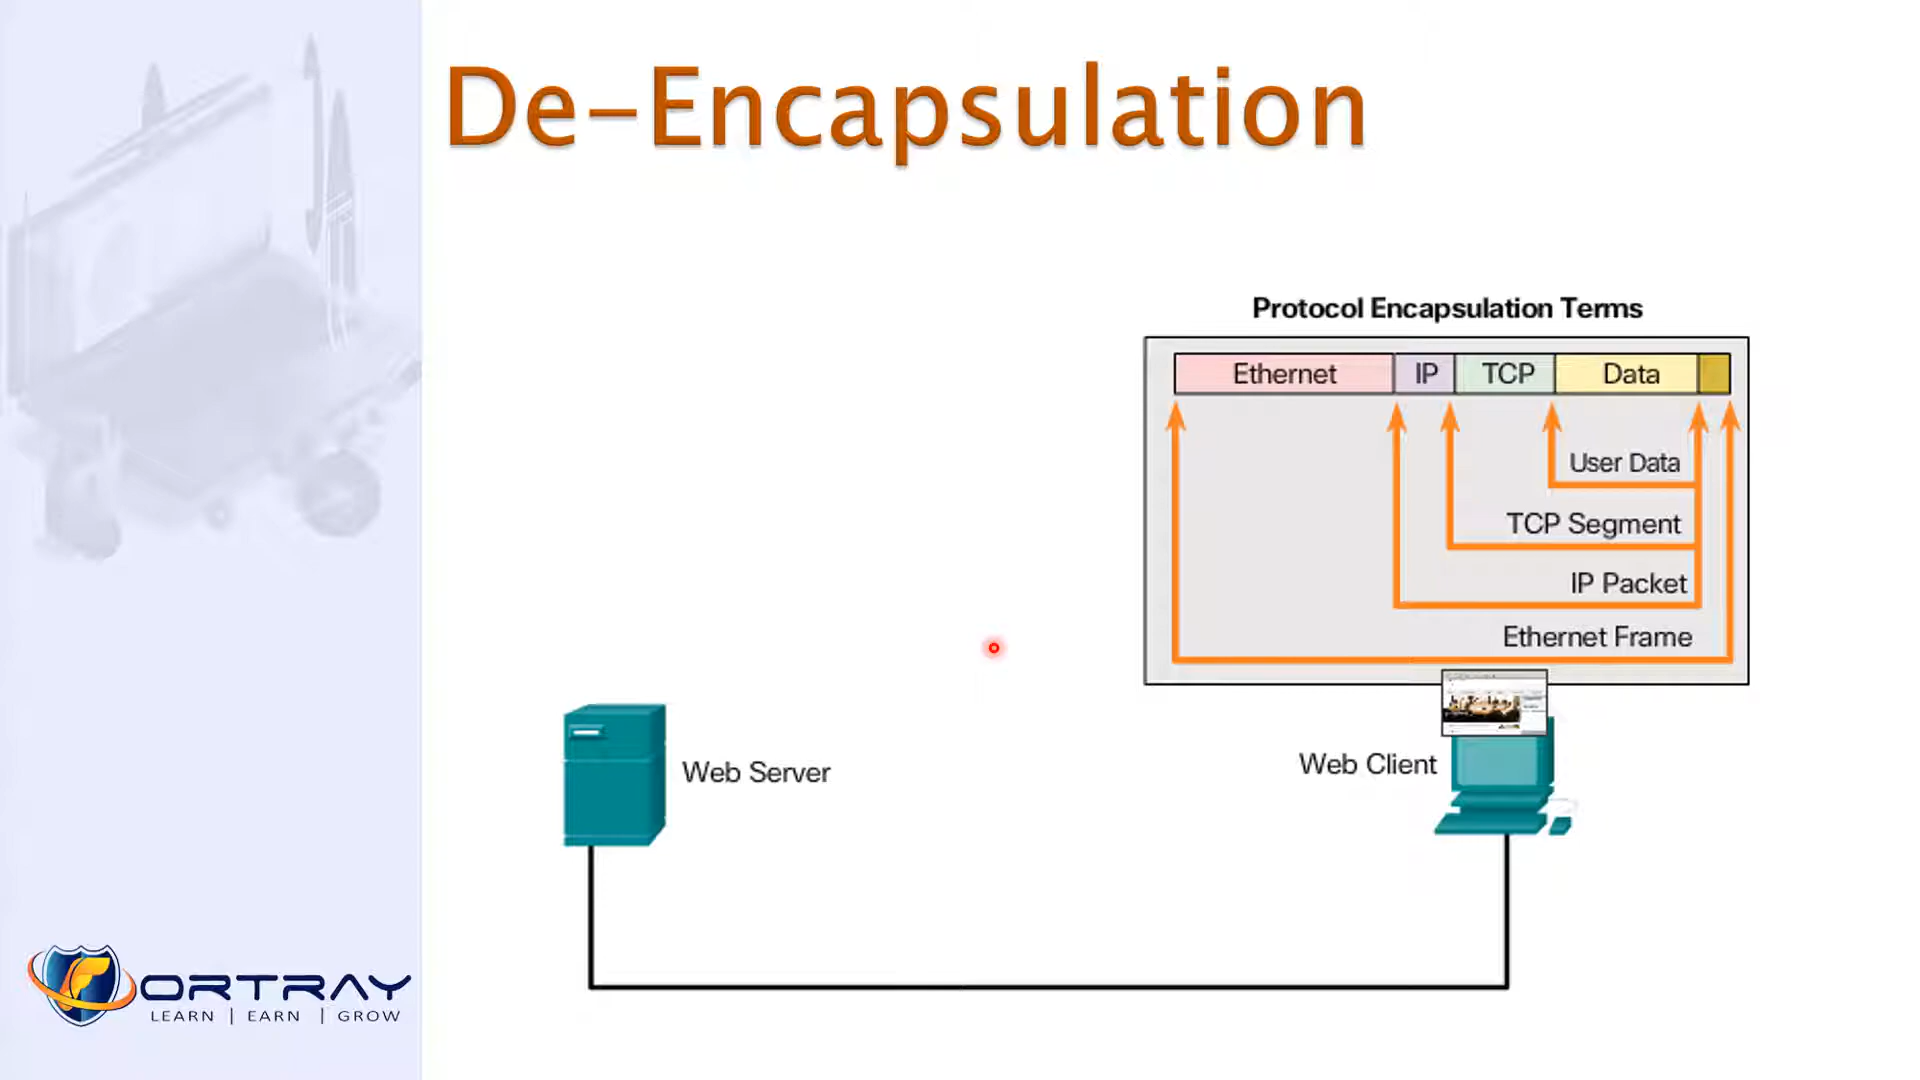 De-Encapsulation
Protocol Encapsulation Terms
Ethernet IP TCP Data
User Data
TCP Segment
IP Packet
Ethernet Frame
Web Server
Web Client
ORTRAY
LEARN | EARN | GROW